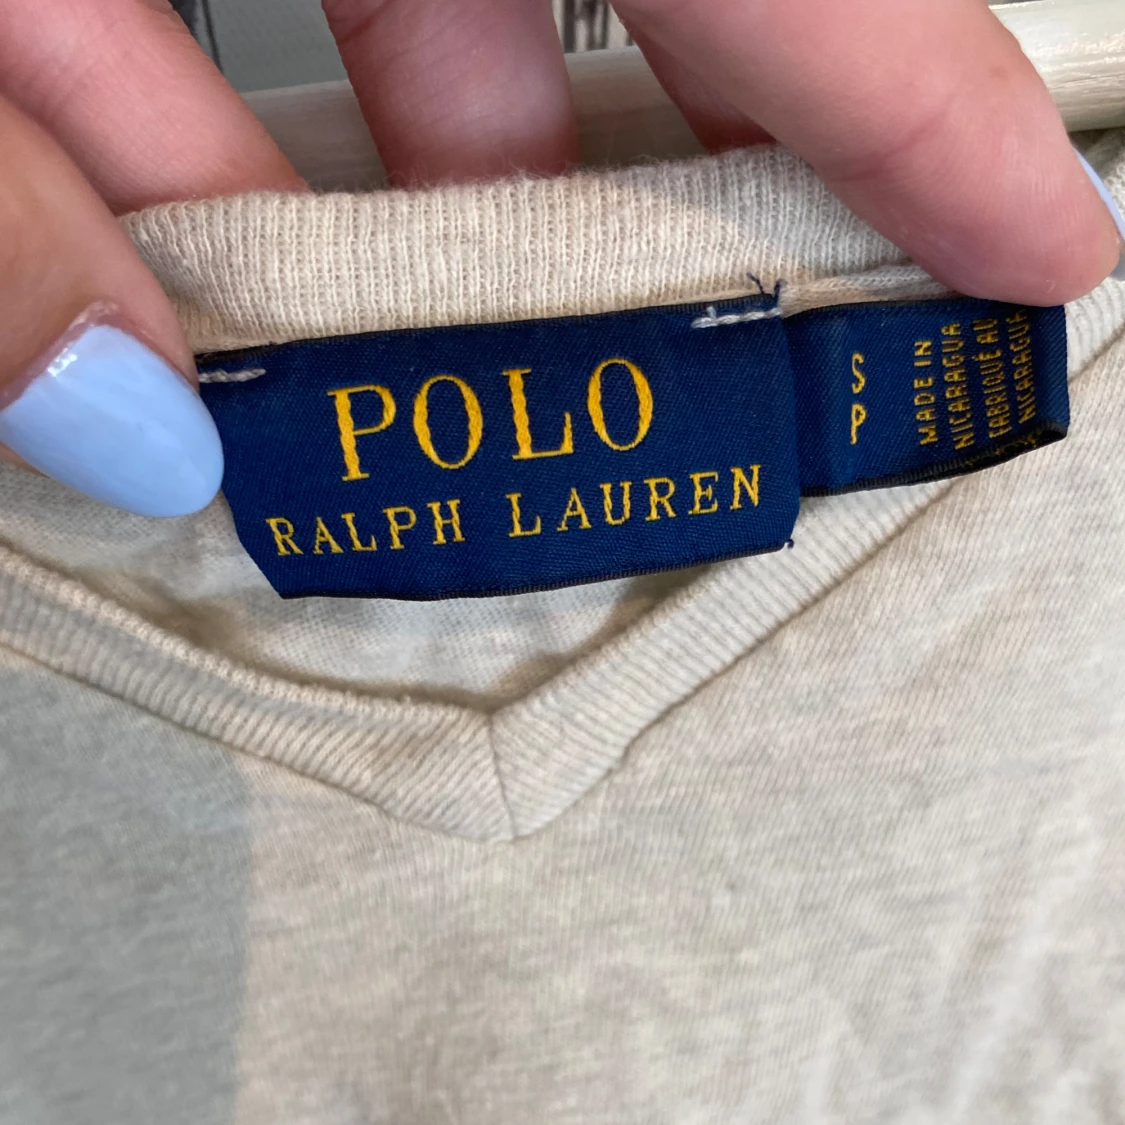 POLO
RALPH LAUREN
S
P
MADE IN
NICARAGUA
FABRIQUÉ AU
NICARAGUA